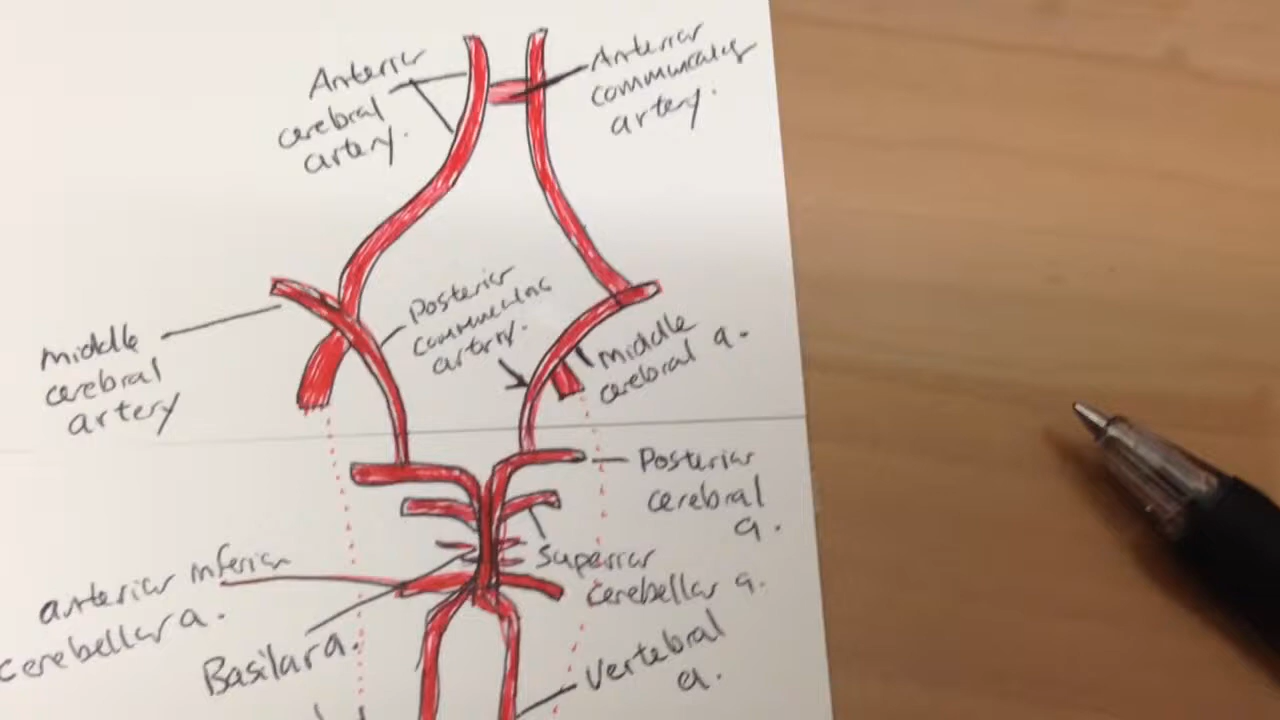 Anterior
cerebral
artery.
Anterior
communicating
artery.
Posterior
communicating
artery.
Middle
cerebral
artery
Middle
cerebral a.
Posterior
cerebral
a.
Superior
cerebellar a.
anterior inferior
cerebellar a.
Basilar a.
Vertebral
a.